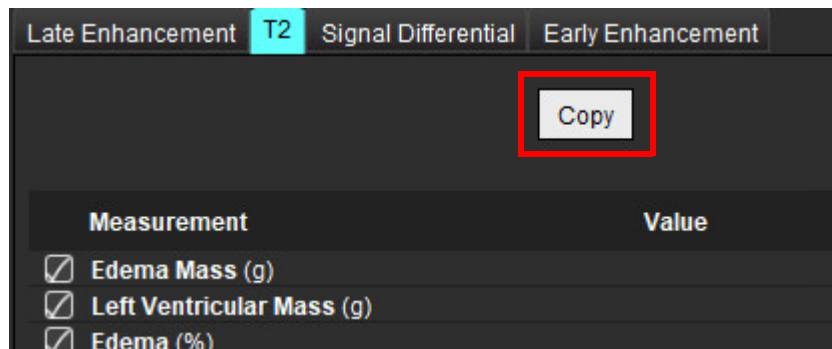 Late Enhancement T2 Signal Differential Early Enhancement
Copy
Measurement Value
Edema Mass (g)
Left Ventricular Mass (g)
Edema (%)